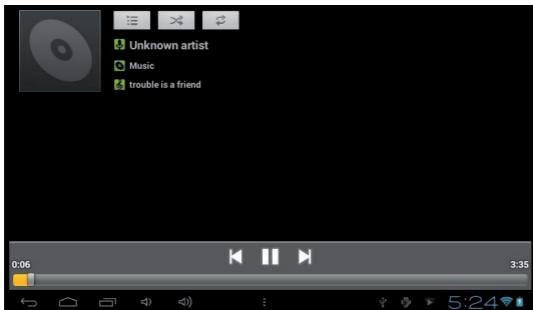 Unknown artist
Music
trouble is a friend
0:06
3:35
5:24